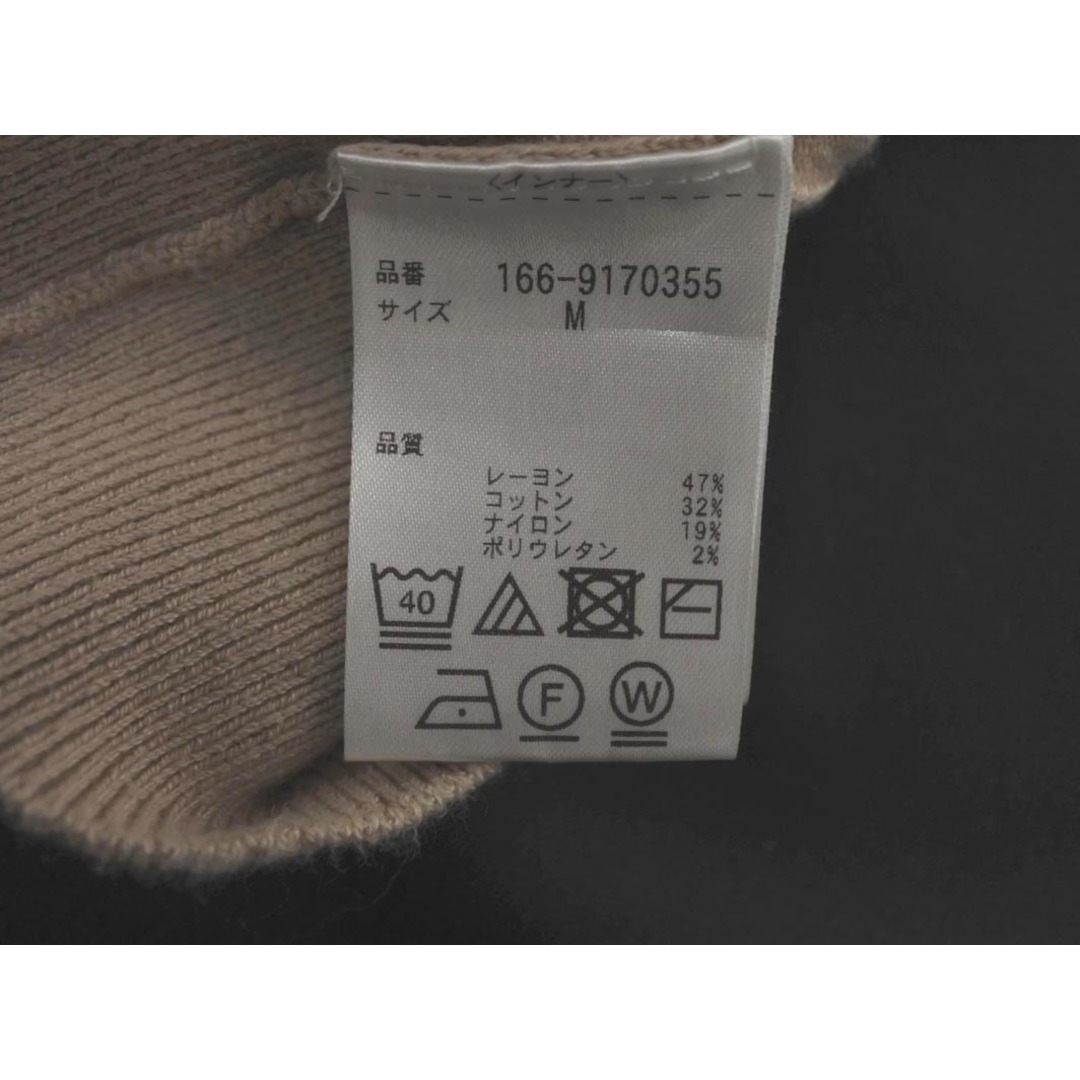 〈インナー〉
品番 166-9170355
サイズ M
品質
レーヨン 47%
コットン 32%
ナイロン 19%
ポリウレタン 2%
40
F W